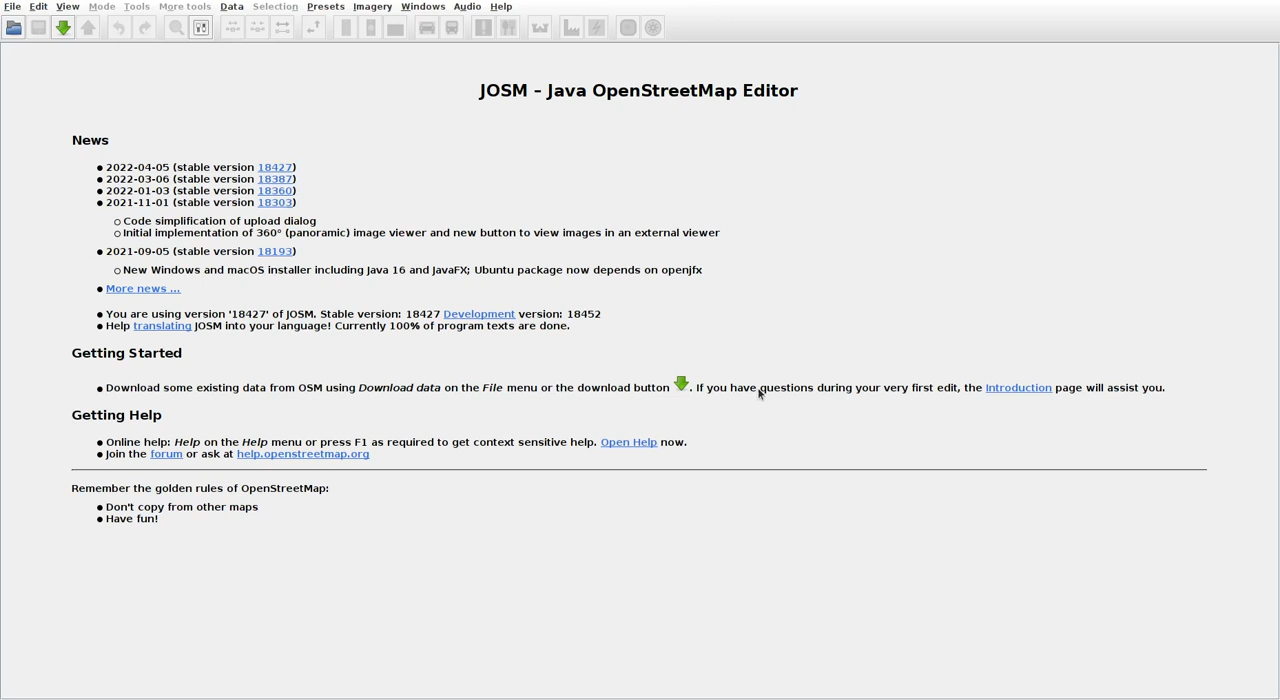 File Edit View Mode Tools More tools Data Selection Presets Imagery Windows Audio Help
JOSM – Java OpenStreetMap Editor
News
● 2022-04-05 (stable version 18427)
● 2022-03-06 (stable version 18387)
● 2022-01-03 (stable version 18360)
● 2021-11-01 (stable version 18303)
○ Code simplification of upload dialog
○ Initial implementation of 360° (panoramic) image viewer and new button to view images in an external viewer
● 2021-09-05 (stable version 18193)
○ New Windows and macOS installer including Java 16 and JavaFX; Ubuntu package now depends on openjfx
● More news ...
● You are using version '18427' of JOSM. Stable version: 18427 Development version: 18452
● Help translating JOSM into your language! Currently 100% of program texts are done.
Getting Started
● Download some existing data from OSM using Download data on the File menu or the download button . If you have questions during your very first edit, the Introduction page will assist you.
Getting Help
● Online help: Help on the Help menu or press F1 as required to get context sensitive help. Open Help now.
● Join the forum or ask at help.openstreetmap.org
Remember the golden rules of OpenStreetMap:
● Don't copy from other maps
● Have fun!